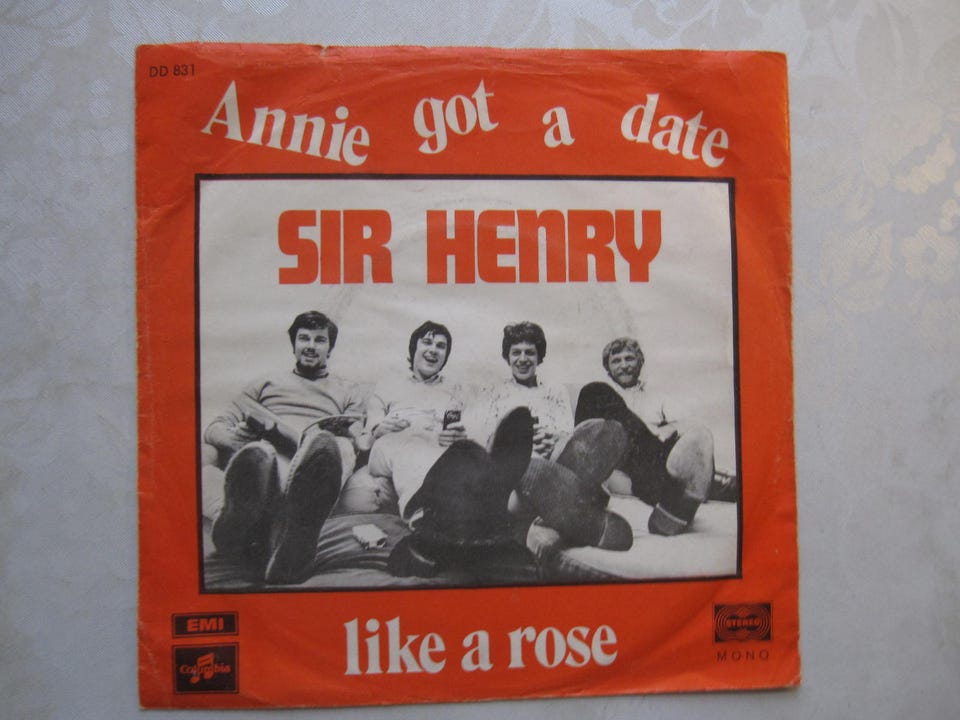 DD 831
Annie got a date
SIR HENRY
like a rose
EMI
Columbia
STEREO
MONO